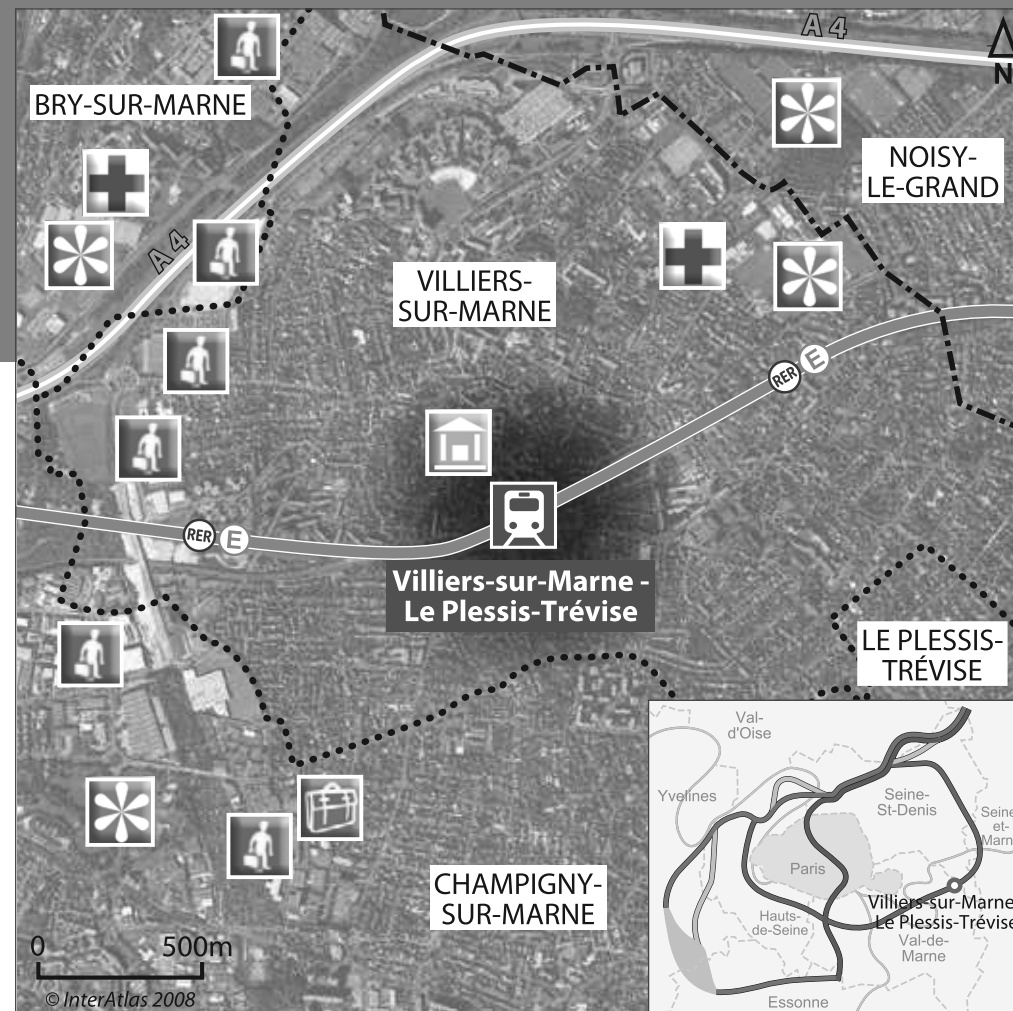 A 4
N
BRY-SUR-MARNE
NOISY-
LE-GRAND
A 4
VILLIERS-
SUR-MARNE
RER E
RER E
Villiers-sur-Marne -
Le Plessis-Trévise
LE PLESSIS-
TRÉVISE
CHAMPIGNY-
SUR-MARNE
0 500m
© InterAtlas 2008
Val-
d'Oise
Yvelines
Seine-
St-Denis
Seine
et-
Marn
Paris
Villiers-sur-Marne
Le Plessis-Trévise
Hauts-
de-Seine
Val-de-
Marne
Essonne